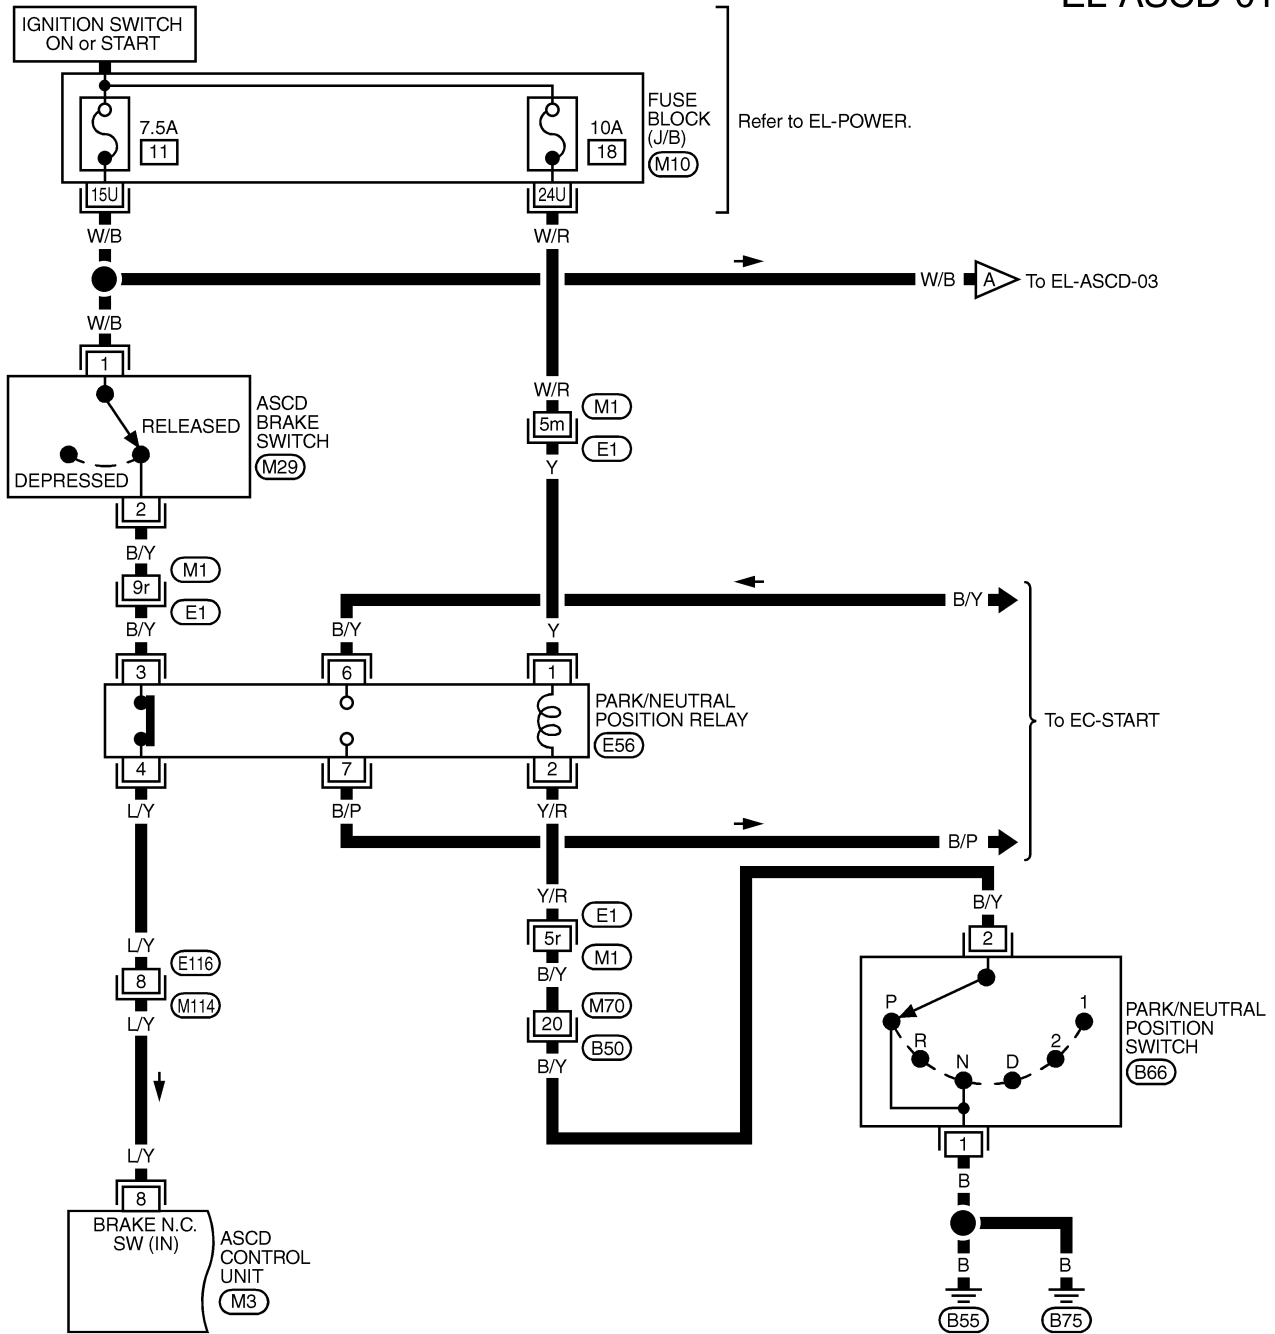 EL-ASCD-01
IGNITION SWITCH
ON or START
7.5A
11
10A
18
FUSE
BLOCK
(J/B)
M10
Refer to EL-POWER.
15U
24U
W/B
W/R
W/B
A
To EL-ASCD-03
W/B
1
W/R
M1
5m
E1
Y
ASCD
BRAKE
SWITCH
M29
RELEASED
DEPRESSED
2
B/Y
M1
9r
E1
B/Y
B/Y
B/Y
Y
3
6
1
PARK/NEUTRAL
POSITION RELAY
E56
To EC-START
4
7
2
L/Y
B/P
Y/R
B/P
Y/R
E1
5r
M1
B/Y
M70
20
B50
B/Y
L/Y
E116
8
M114
L/Y
L/Y
8
BRAKE N.C.
SW (IN)
ASCD
CONTROL
UNIT
M3
B/Y
2
P
R
N
D
2
1
PARK/NEUTRAL
POSITION
SWITCH
B66
1
B
B
B
B55
B75